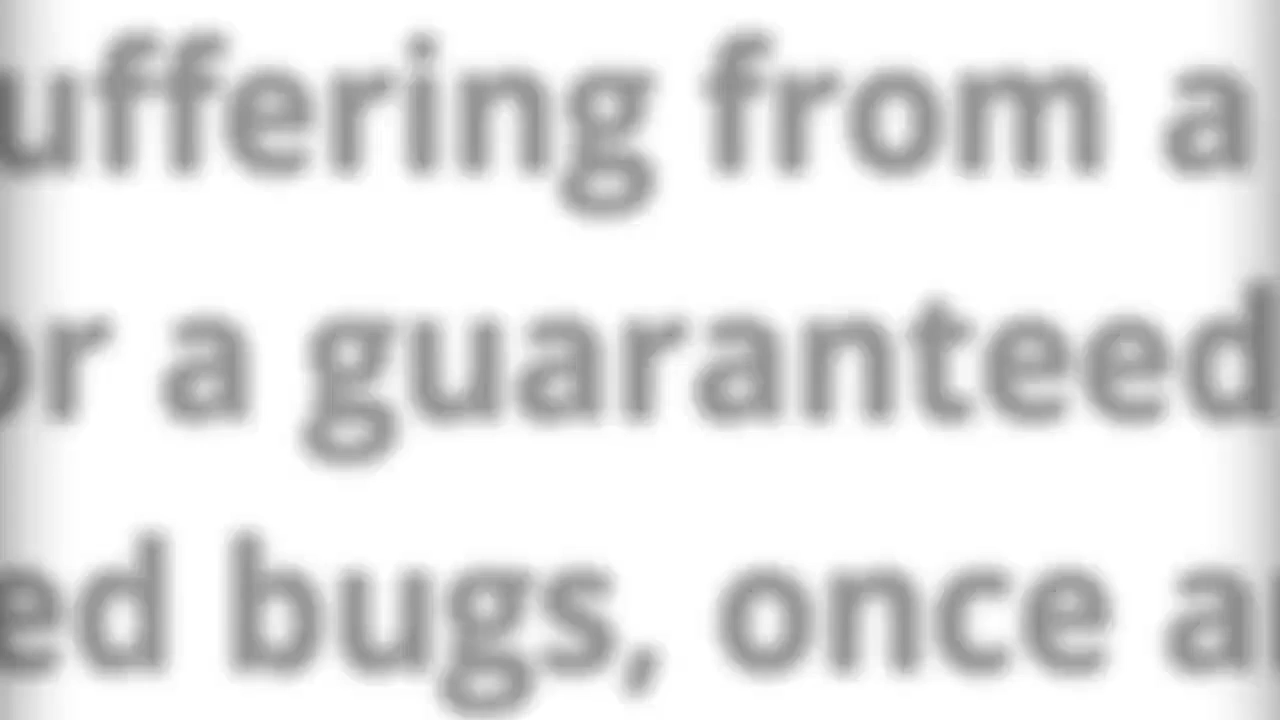 uffering from a
or a guaranteed
ed bugs, once a